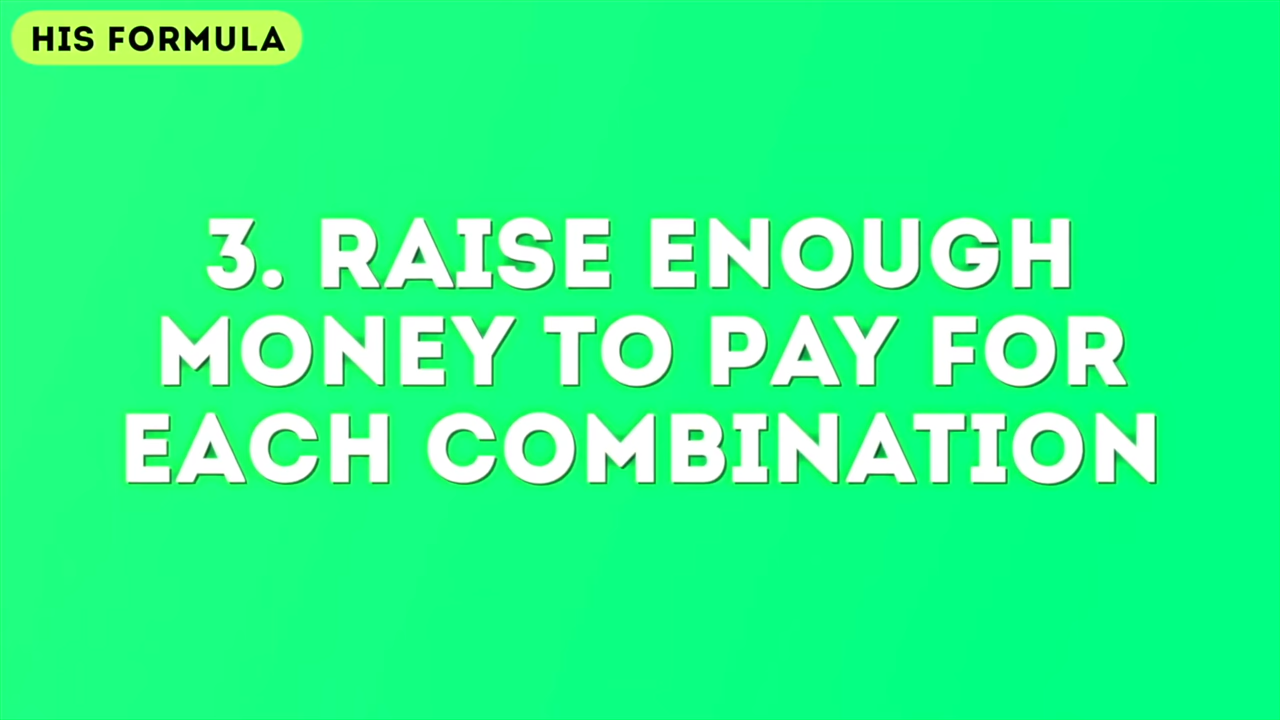 HIS FORMULA
3. RAISE ENOUGH
MONEY TO PAY FOR
EACH COMBINATION